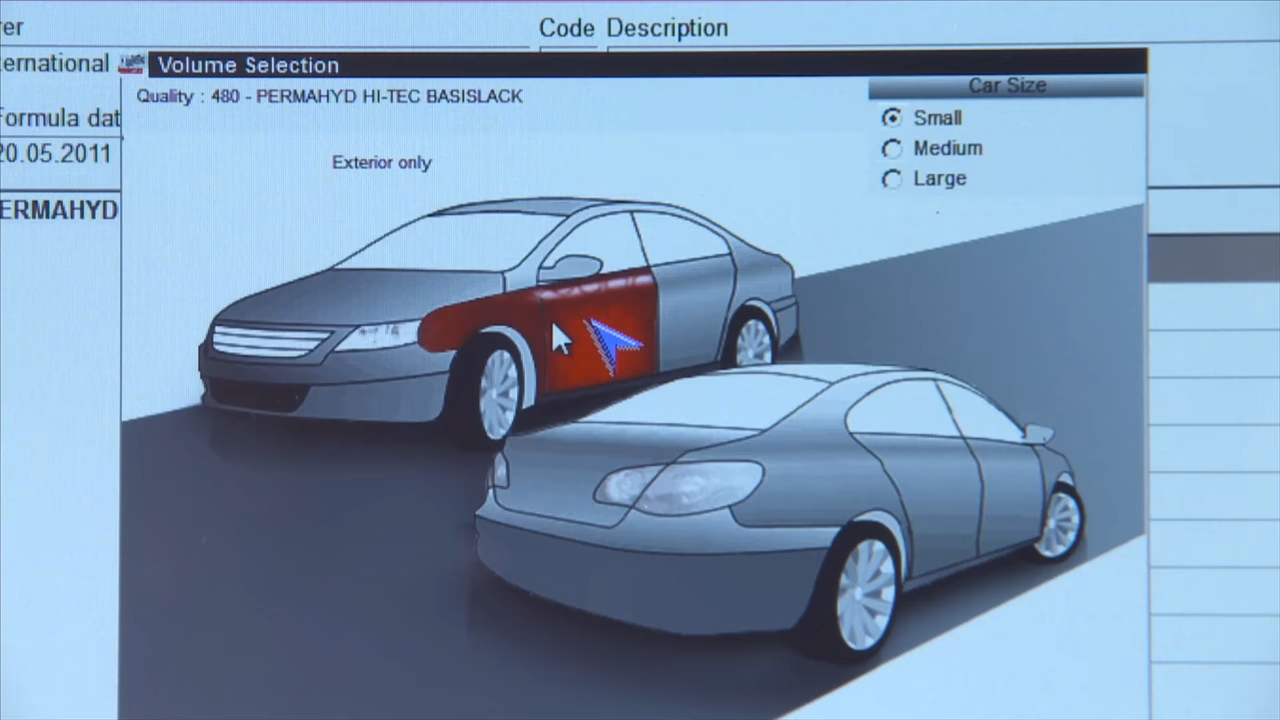 rer
Code Description
ernational
Volume Selection
Quality : 480 - PERMAHYD HI-TEC BASISLACK
Car Size
Formula dat
Small
20.05.2011
Medium
Exterior only
Large
ERMAHYD